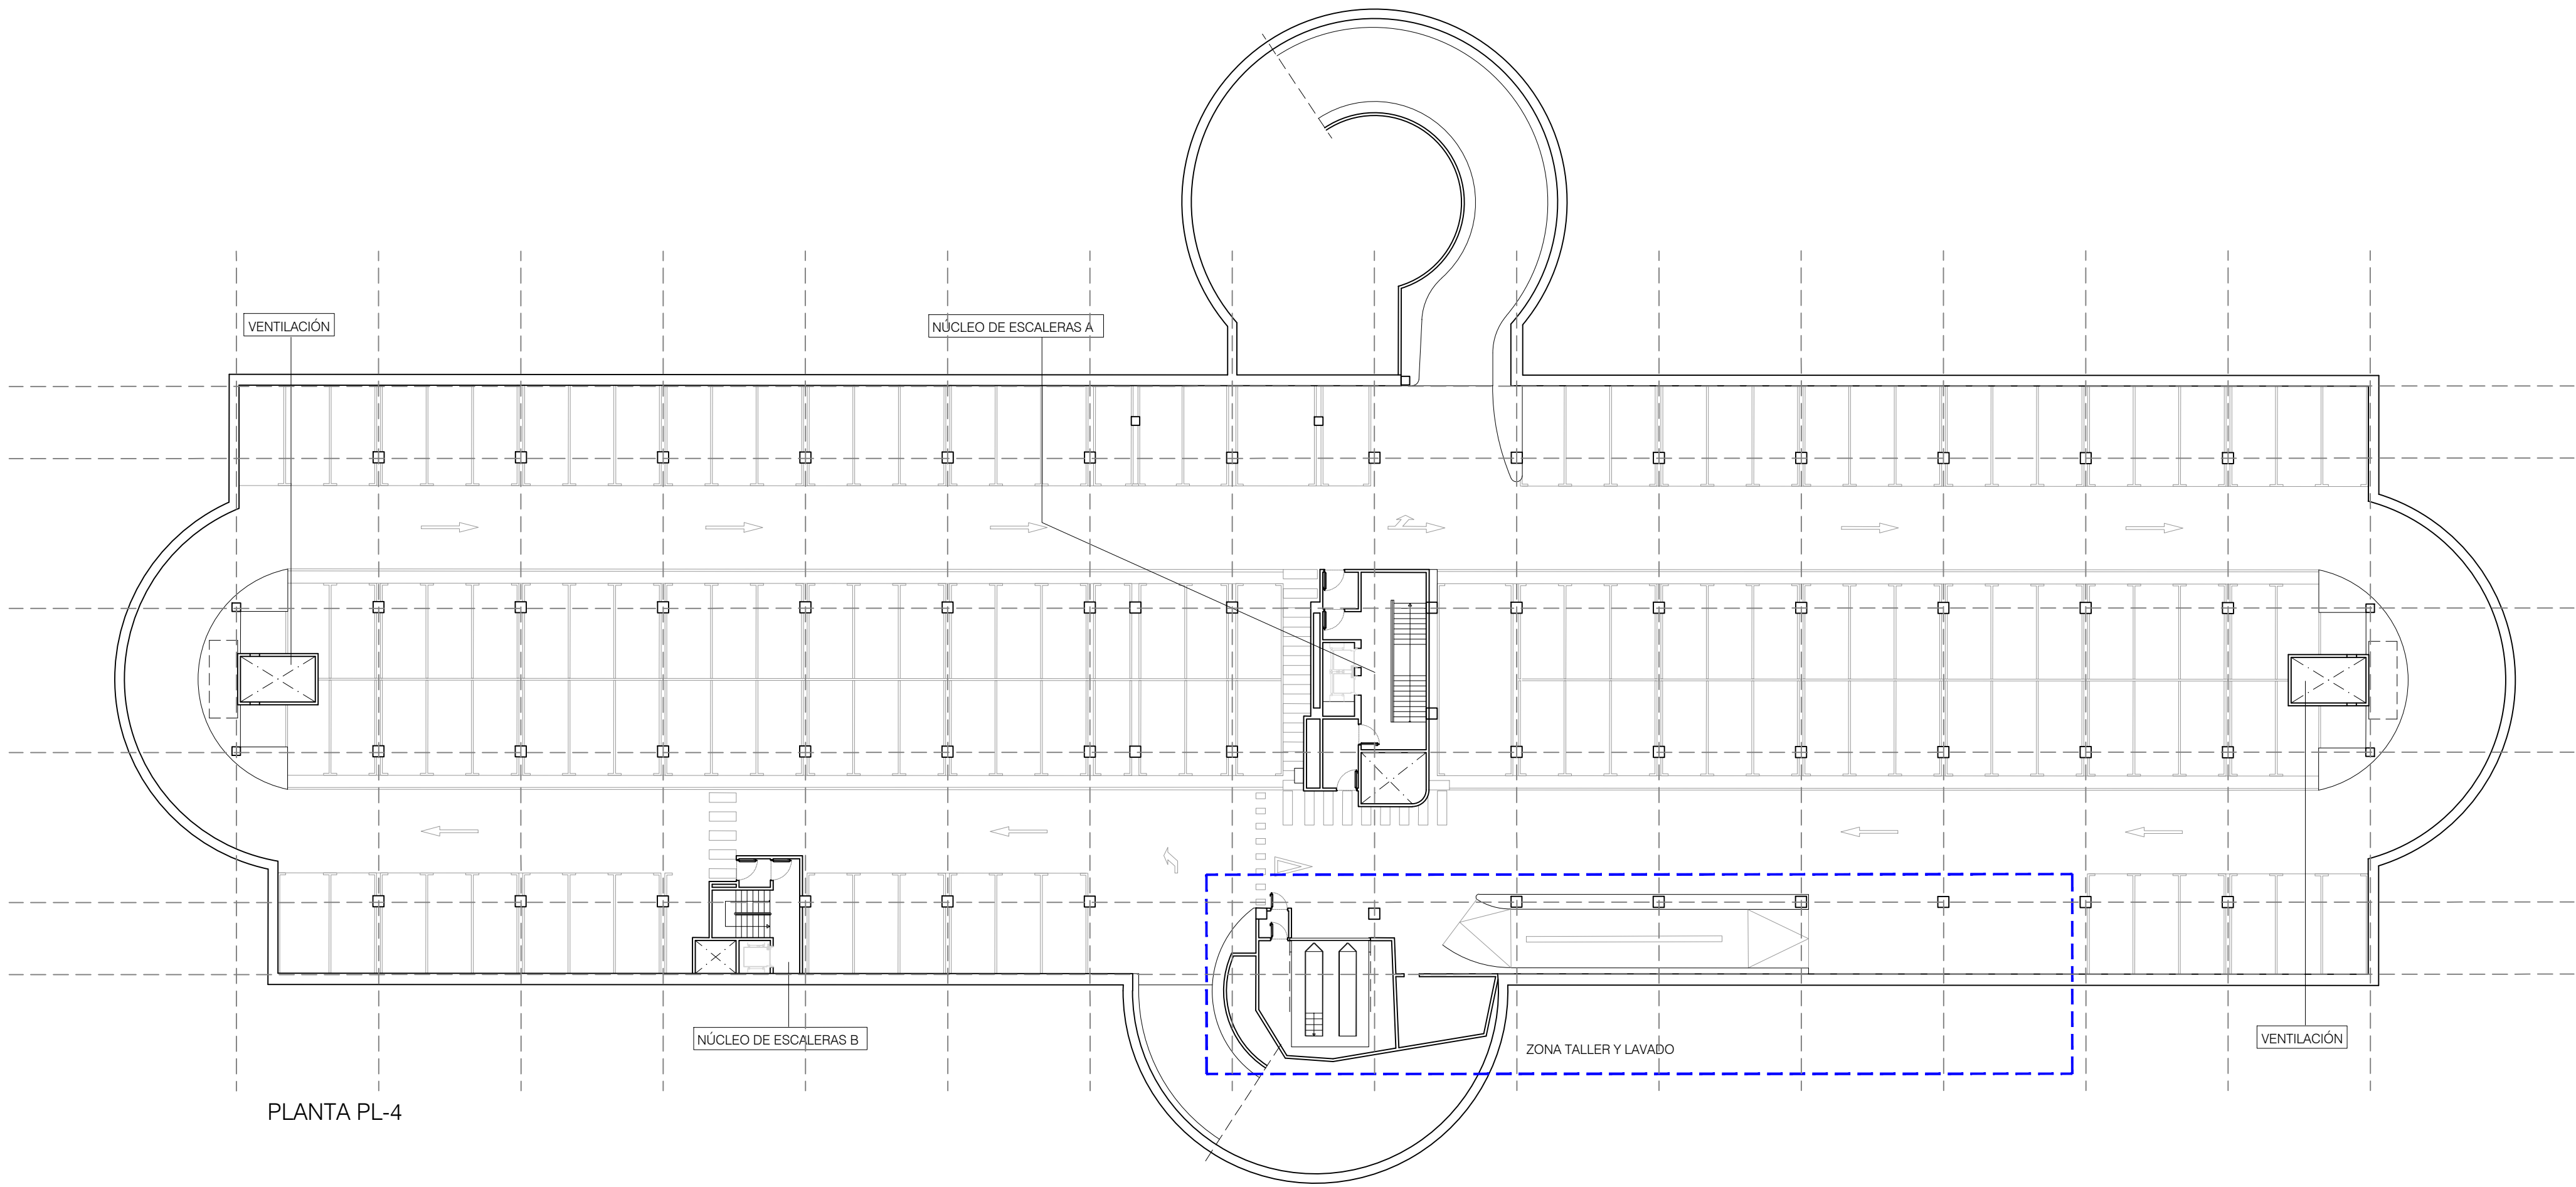 VENTILACIÓN
NÚCLEO DE ESCALERAS A
NÚCLEO DE ESCALERAS B
ZONA TALLER Y LAVADO
VENTILACIÓN
PLANTA PL-4